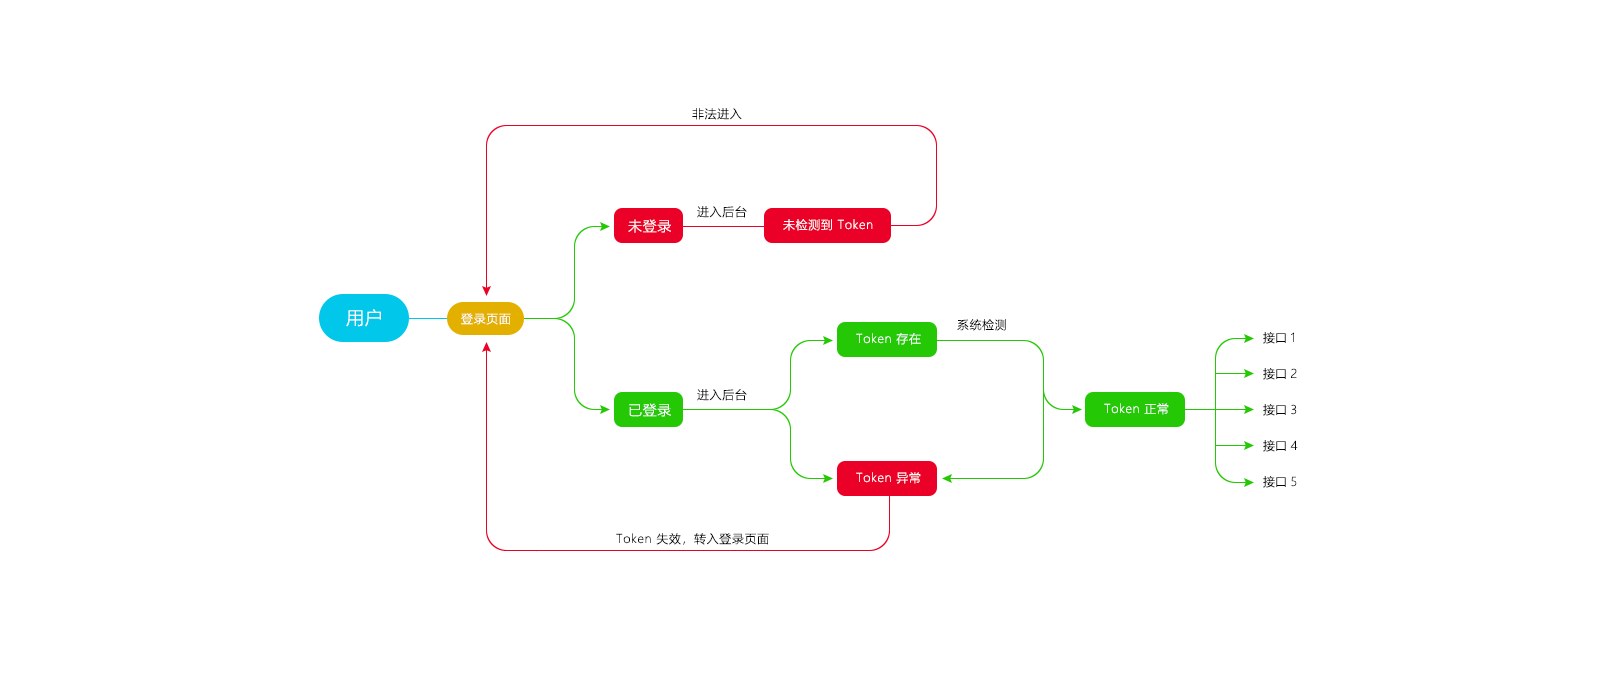 非法进入
未登录
进入后台
未检测到 Token
用户
登录页面
Token 存在
系统检测
已登录
进入后台
Token 正常
Token 异常
接口 1
接口 2
接口 3
接口 4
接口 5
Token 失效，转入登录页面